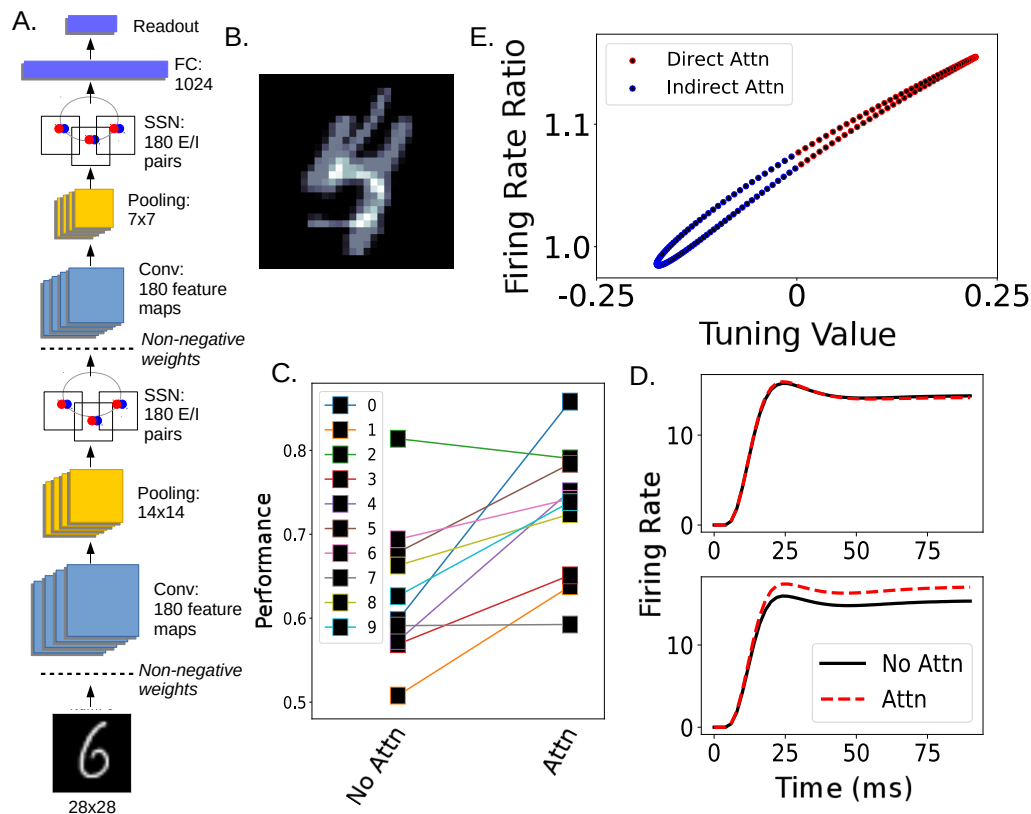 A.
Readout
FC:
1024
SSN:
180 E/I
pairs
Pooling:
7x7
Conv:
180 feature
maps
Non-negative
weights
SSN:
180 E/I
pairs
Pooling:
14x14
Conv:
180 feature
maps
Non-negative
weights
28x28
B.
C.
Performance
0.8
0.7
0.6
0.5
0
1
2
3
4
5
6
7
8
9
No Attn
Attn
E.
Firing Rate Ratio
1.1
1.0
Direct Attn
Indirect Attn
-0.25
0
0.25
Tuning Value
D.
Firing Rate
10
0
0
25
50
75
10
0
No Attn
Attn
0
25
50
75
Time (ms)